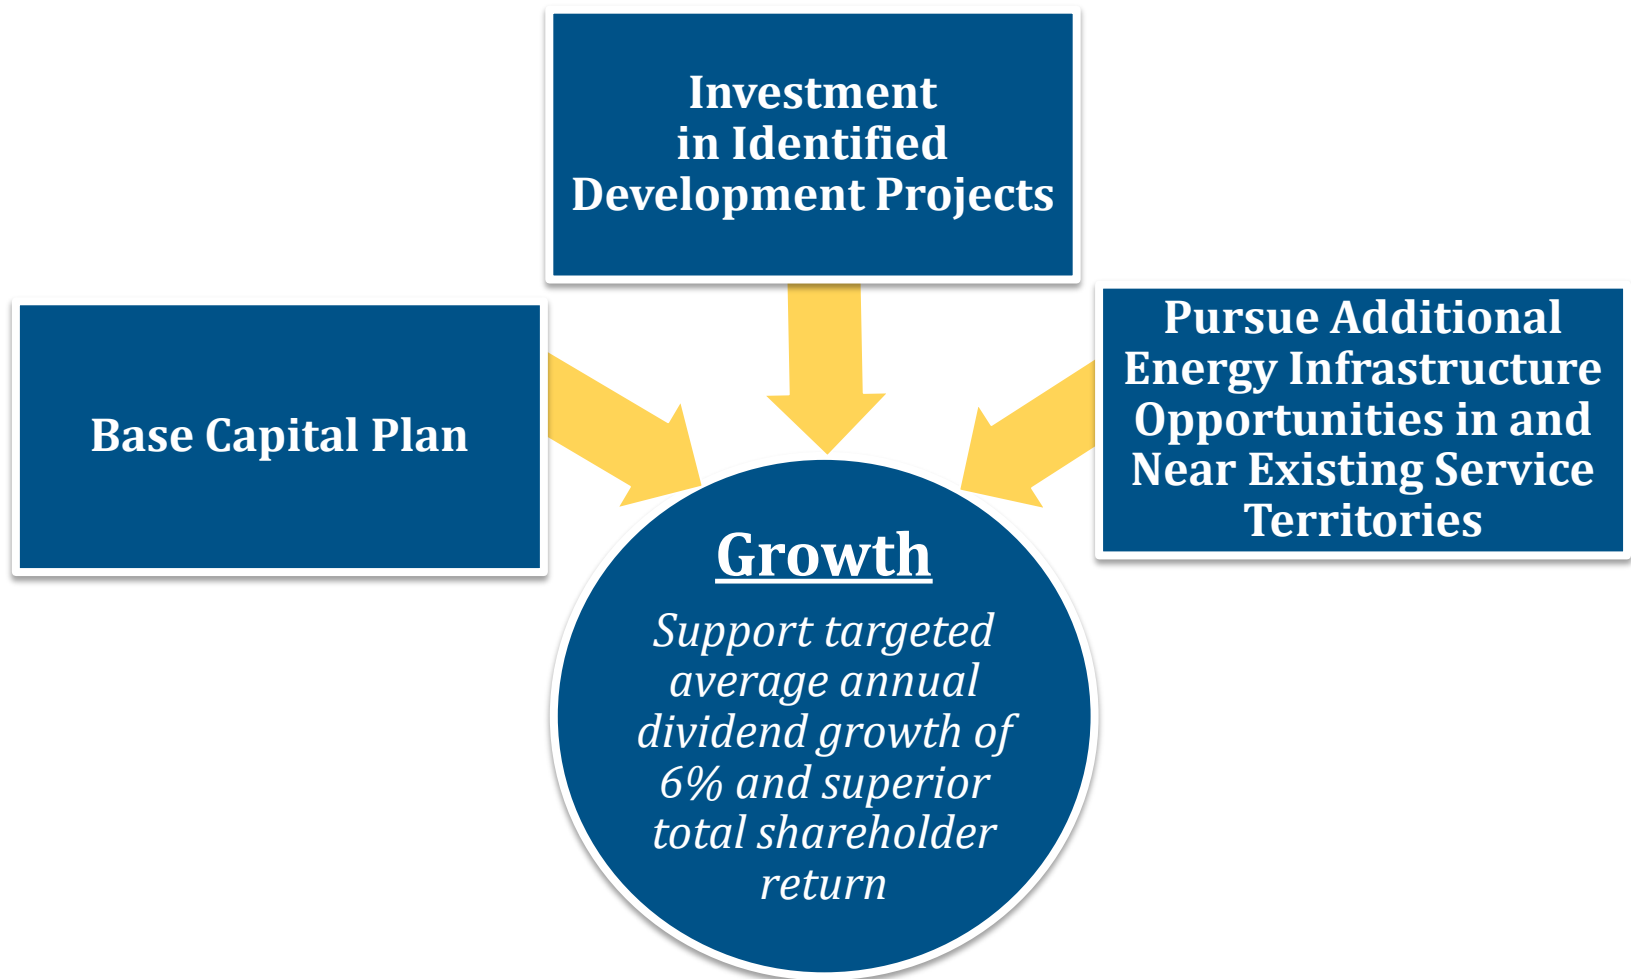 Investment
in Identified
Development Projects
Base Capital Plan
Pursue Additional
Energy Infrastructure
Opportunities in and
Near Existing Service
Territories
Growth
Support targeted
average annual
dividend growth of
6% and superior
total shareholder
return